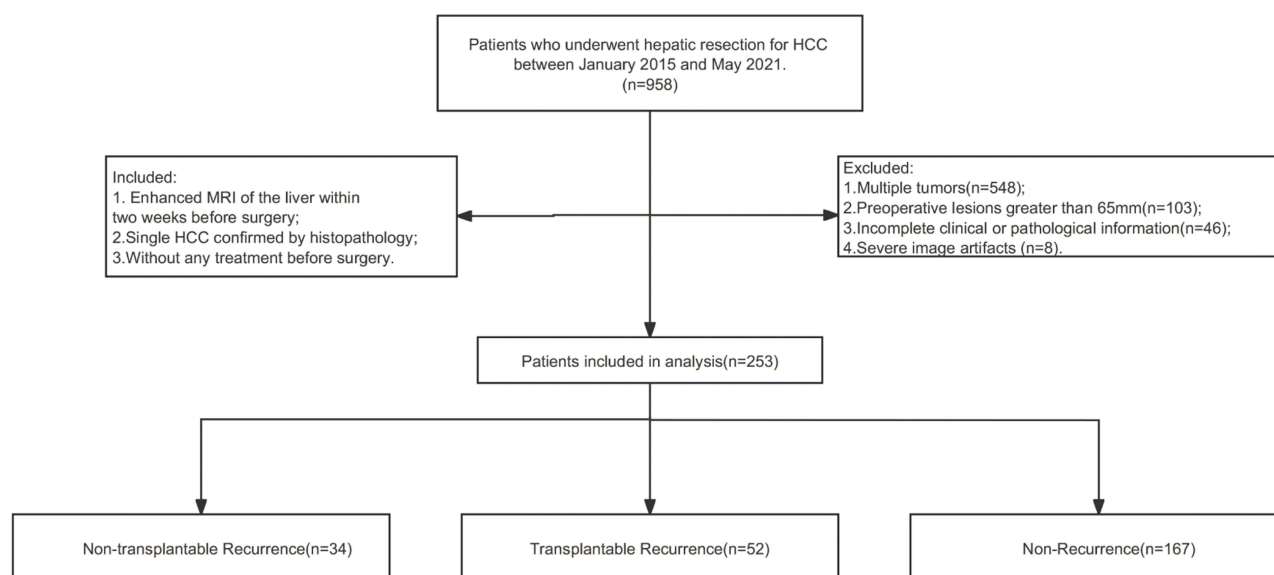 Patients who underwent hepatic resection for HCC
between January 2015 and May 2021.
(n=958)
Included:
1. Enhanced MRI of the liver within
two weeks before surgery;
2.Single HCC confirmed by histopathology;
3.Without any treatment before surgery.
Excluded:
1.Multiple tumors(n=548);
2.Preoperative lesions greater than 65mm(n=103);
3.Incomplete clinical or pathological information(n=46);
4.Severe image artifacts (n=8).
Patients included in analysis(n=253)
Non-transplantable Recurrence(n=34)
Transplantable Recurrence(n=52)
Non-Recurrence(n=167)